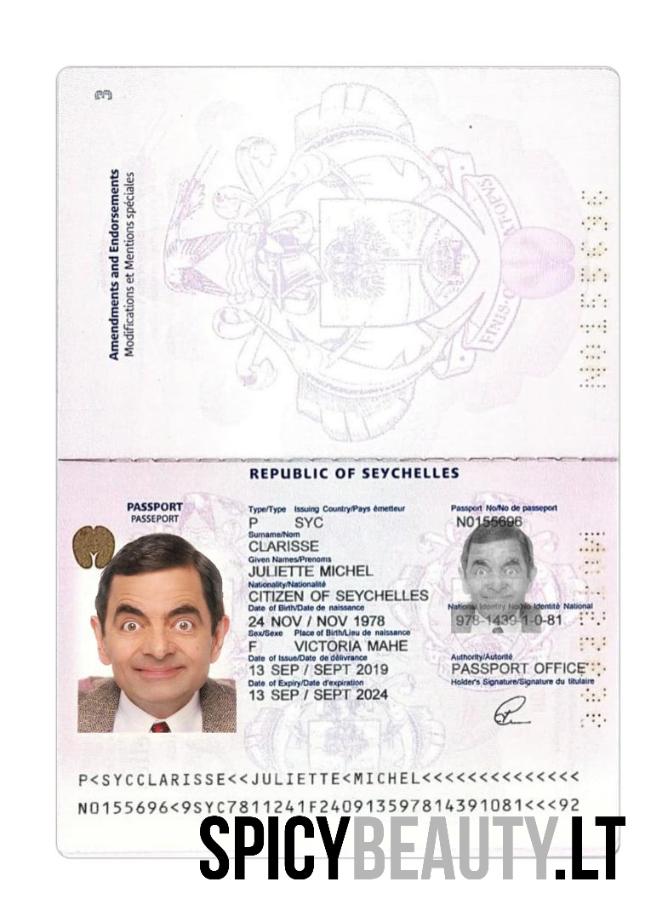 3
Amendments and Endorsements
Modifications et Mentions spéciales
FINIS CORONAT OPUS
N0155696
REPUBLIC OF SEYCHELLES
PASSPORT
PASSEPORT
Type/Type Issuing Country/Pays émetteur
P SYC
Surname/Nom
CLARISSE
Given Names/Prenoms
JULIETTE MICHEL
Nationality/Nationalité
CITIZEN OF SEYCHELLES
Date of Birth/Date de naissance
24 NOV / NOV 1978
Sex/Sexe Place of Birth/Lieu de naissance
F VICTORIA MAHE
Date of Issue/Date de délivrance
13 SEP / SEPT 2019
Date of Expiry/Date d'expiration
13 SEP / SEPT 2024
Passport No/No de passeport
N0155696
National Identity No/No Identité National
978-1439-1-0-81
Authority/Autorité
PASSPORT OFFICE
Holder's Signature/Signature du titulaire
P<SYCCLARISSE<<JULIETTE<MICHEL<<<<<<<<<<<<<<
N0155696<9SYC7811241F240913597814391081<<<92
SPICYBEAUTY.LT